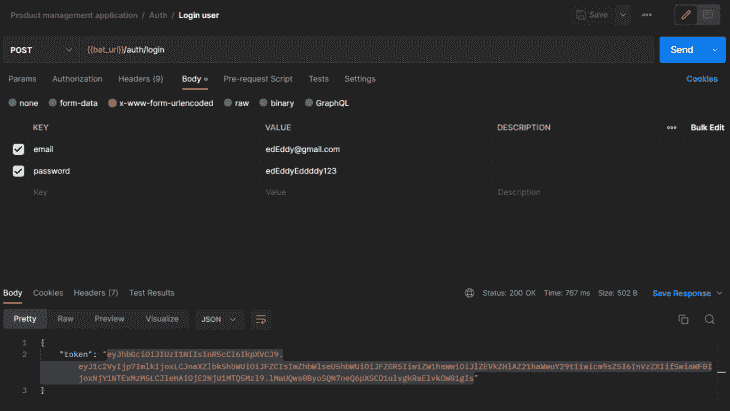 Product management application / Auth / Login user
Save
POST {{bat_url}}/auth/login Send
Params Authorization Headers (9) Body Pre-request Script Tests Settings Cookies
none form-data x-www-form-urlencoded raw binary GraphQL
KEY VALUE DESCRIPTION Bulk Edit
email edEddy@gmail.com
password edEddyEddddy123
Key Value Description
Body Cookies Headers (7) Test Results Status: 200 OK Time: 767 ms Size: 502 B Save Response
Pretty Raw Preview Visualize JSON
1 {
2 "token":
3 }